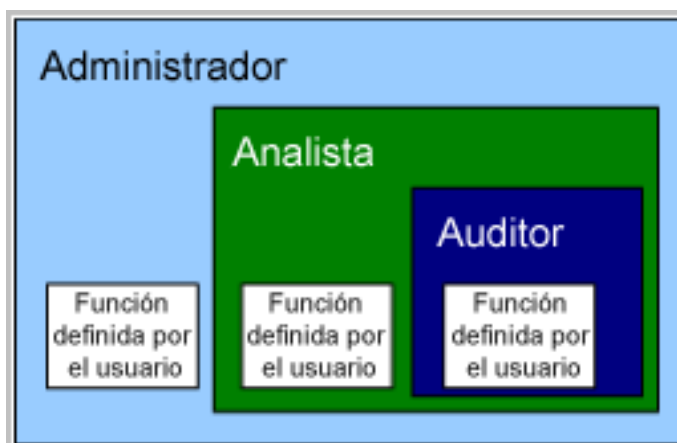 Administrador
Analista
Auditor
Función
definida por
el usuario
Función
definida por
el usuario
Función
definida por
el usuario